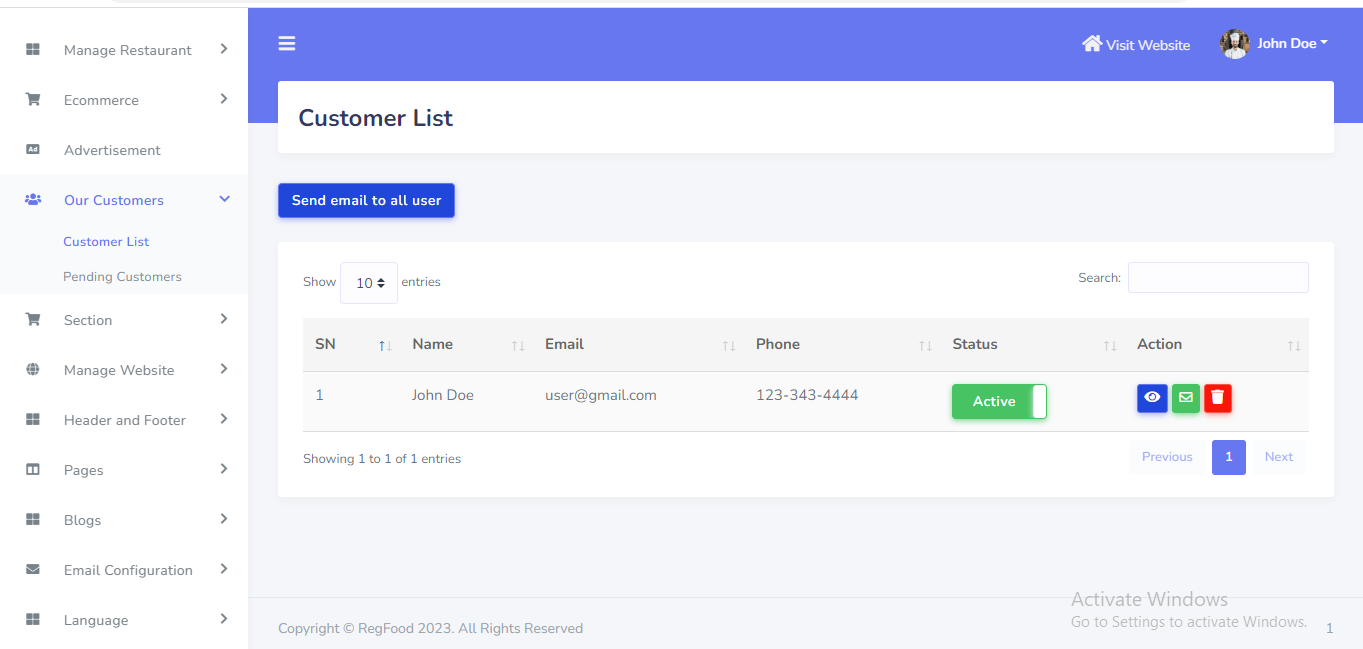 Manage Restaurant
Ecommerce
Ad Advertisement
Our Customers
Customer List
Pending Customers
Section
Manage Website
Header and Footer
Pages
Blogs
Email Configuration
Language
Visit Website
John Doe
Customer List
Send email to all user
Show 10 entries
Search:
SN Name Email Phone Status Action
1 John Doe user@gmail.com 123-343-4444 Active
Showing 1 to 1 of 1 entries
Previous 1 Next
Activate Windows
Go to Settings to activate Windows.
Copyright © RegFood 2023. All Rights Reserved
1